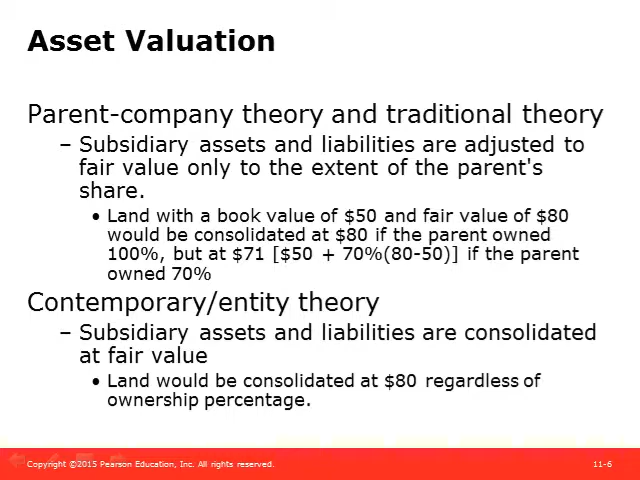 Asset Valuation
Parent-company theory and traditional theory
– Subsidiary assets and liabilities are adjusted to
fair value only to the extent of the parent's
share.
• Land with a book value of $50 and fair value of $80
would be consolidated at $80 if the parent owned
100%, but at $71 [$50 + 70%(80-50)] if the parent
owned 70%
Contemporary/entity theory
– Subsidiary assets and liabilities are consolidated
at fair value
• Land would be consolidated at $80 regardless of
ownership percentage.
Copyright ©2015 Pearson Education, Inc. All rights reserved.
11-6